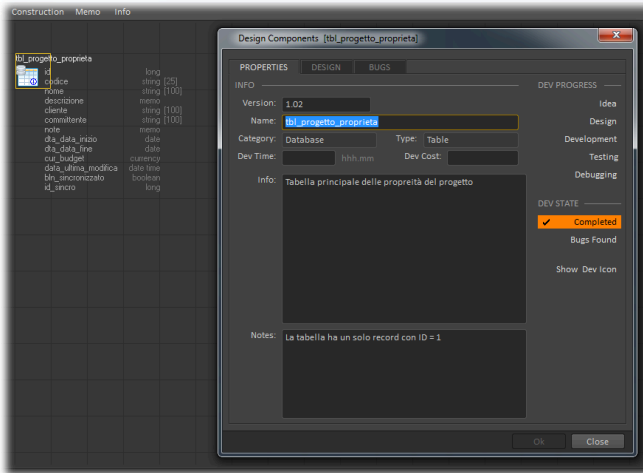 Construction Memo Info
tbl_progetto_proprieta
id long
codice string [25]
nome string [100]
descrizione memo
cliente string [100]
committente string [100]
note memo
dta_data_inizio date
dta_data_fine date
cur_budget currency
data_ultima_modifica date time
bln_sincronizzato boolean
id_sincro long
Design Components [tbl_progetto_proprieta]
PROPERTIES DESIGN BUGS
INFO
Version: 1.02
Name: tbl_progetto_proprieta
Category: Database Type: Table
Dev Time: hhh.mm Dev Cost:
Info: Tabella principale delle propreità del progetto
Notes: La tabella ha un solo record con ID = 1
DEV PROGRESS
Idea
Design
Development
Testing
Debugging
DEV STATE
Completed
Bugs Found
Show Dev Icon
Ok Close